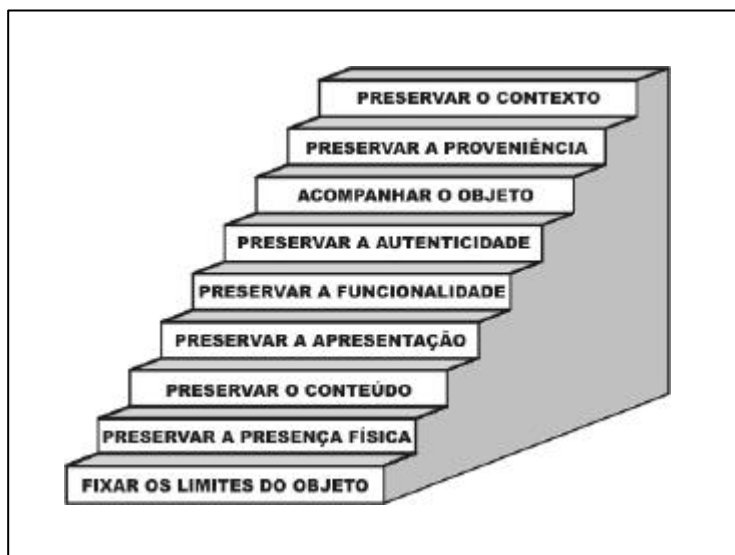 PRESERVAR O CONTEXTO
PRESERVAR A PROVENIÊNCIA
ACOMPANHAR O OBJETO
PRESERVAR A AUTENTICIDADE
PRESERVAR A FUNCIONALIDADE
PRESERVAR A APRESENTAÇÃO
PRESERVAR O CONTEÚDO
PRESERVAR A PRESENÇA FÍSICA
FIXAR OS LIMITES DO OBJETO